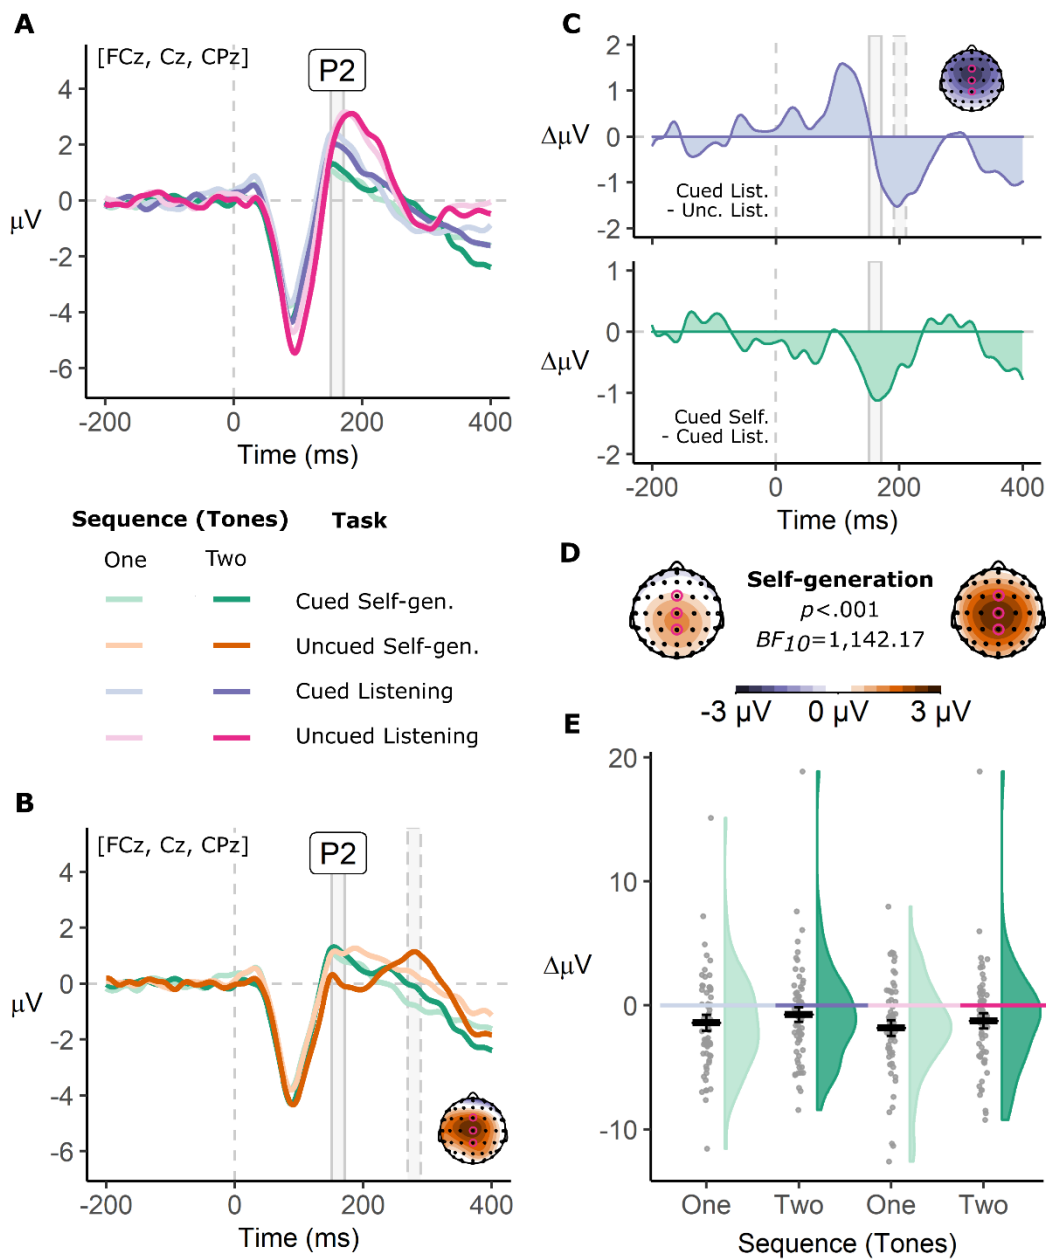 A
[FCz, Cz, CPz]
P2
4
2
0
-2
-4
-6
μV
-200
0
200
400
Time (ms)
Sequence (Tones)
Task
One
Two
Cued Self-gen.
Uncued Self-gen.
Cued Listening
Uncued Listening
B
[FCz, Cz, CPz]
P2
4
2
0
-2
-4
-6
μV
-200
0
200
400
Time (ms)
C
2
1
0
-1
-2
ΔμV
Cued List.
- Unc. List.
1
0
-1
-2
ΔμV
Cued Self.
- Cued List.
-200
0
200
400
Time (ms)
D
Self-generation
p<.001
BF10=1,142.17
-3 μV
0 μV
3 μV
E
20
10
0
-10
ΔμV
One
Two
One
Two
Sequence (Tones)